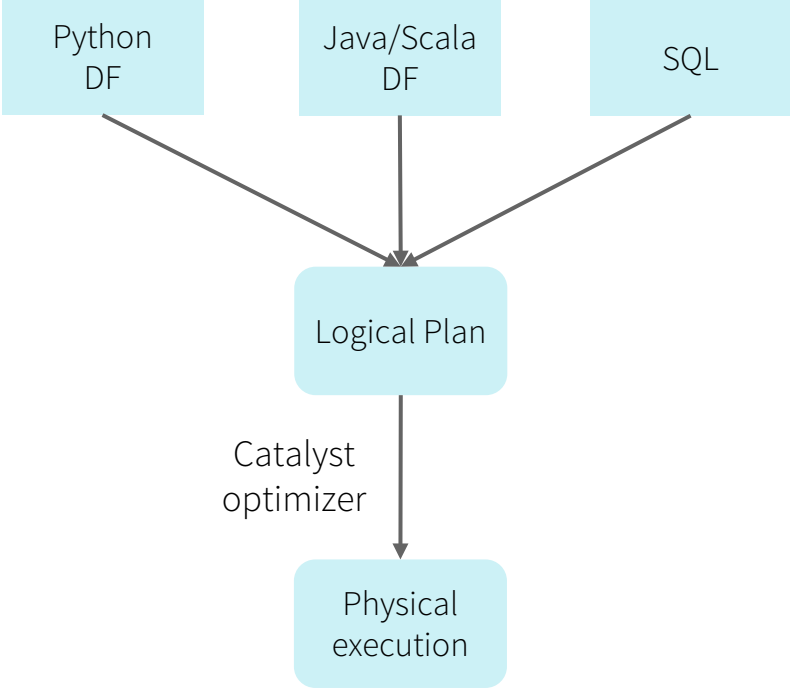 Python
DF
Java/Scala
DF
SQL
Logical Plan
Catalyst
optimizer
Physical
execution